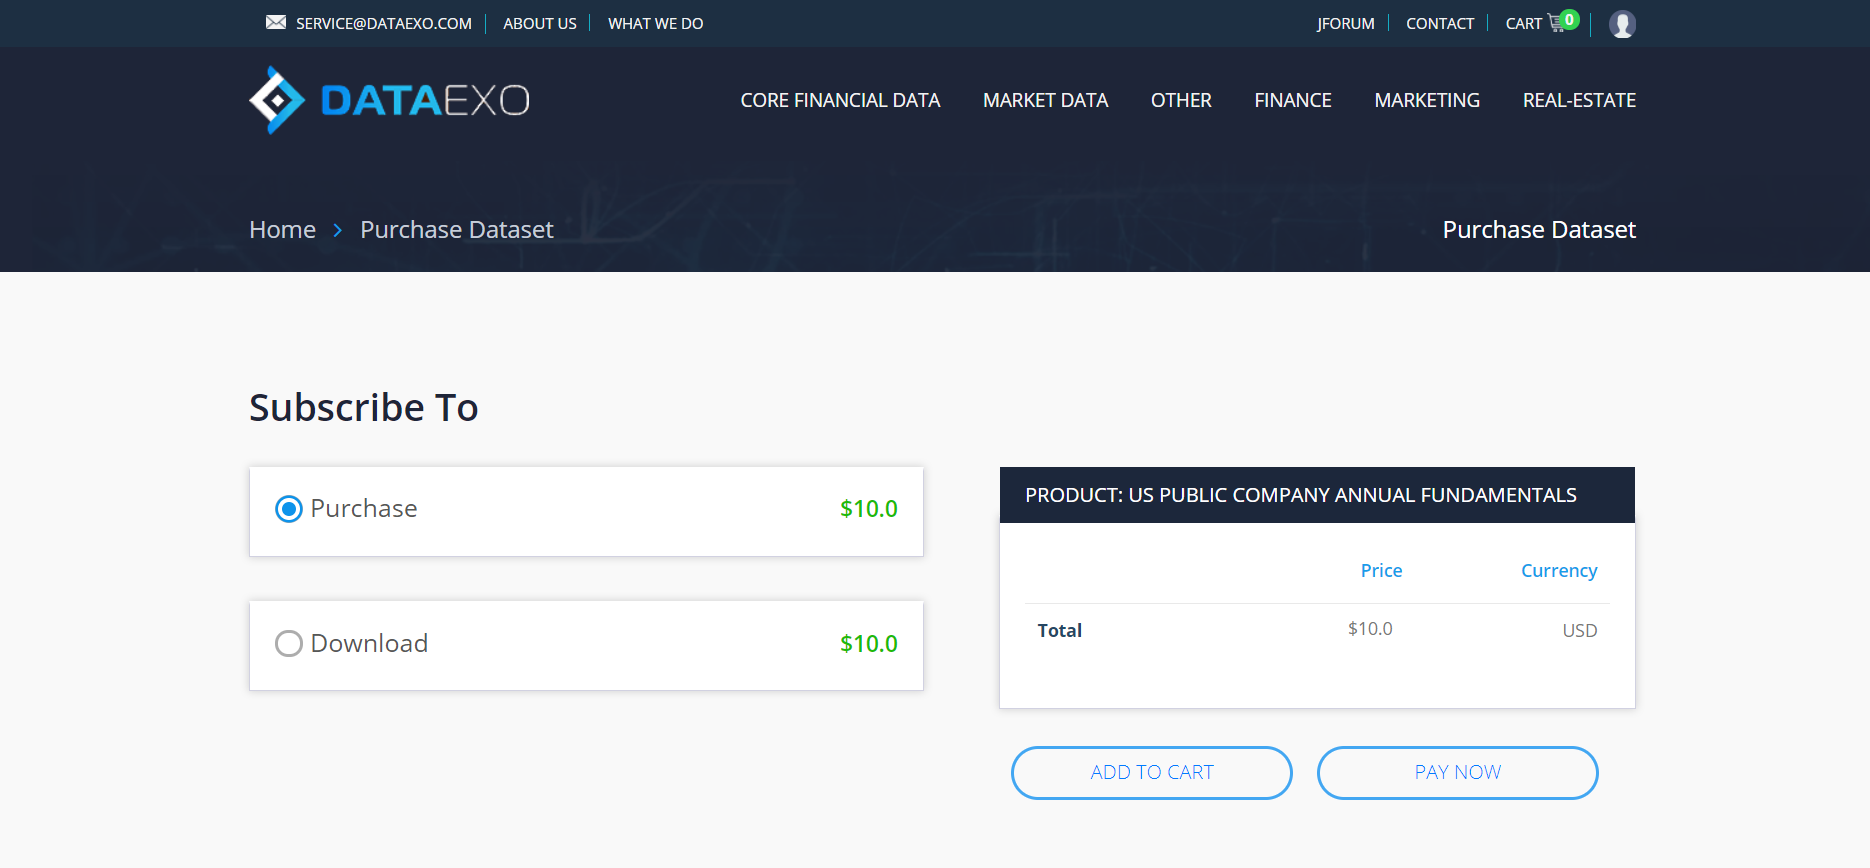 SERVICE@DATAEXO.COM ABOUT US WHAT WE DO JFORUM CONTACT CART 0
DATAEXO CORE FINANCIAL DATA MARKET DATA OTHER FINANCE MARKETING REAL-ESTATE
Home > Purchase Dataset Purchase Dataset
Subscribe To
Purchase $10.0
Download $10.0
PRODUCT: US PUBLIC COMPANY ANNUAL FUNDAMENTALS
Price Currency
Total $10.0 USD
ADD TO CART PAY NOW